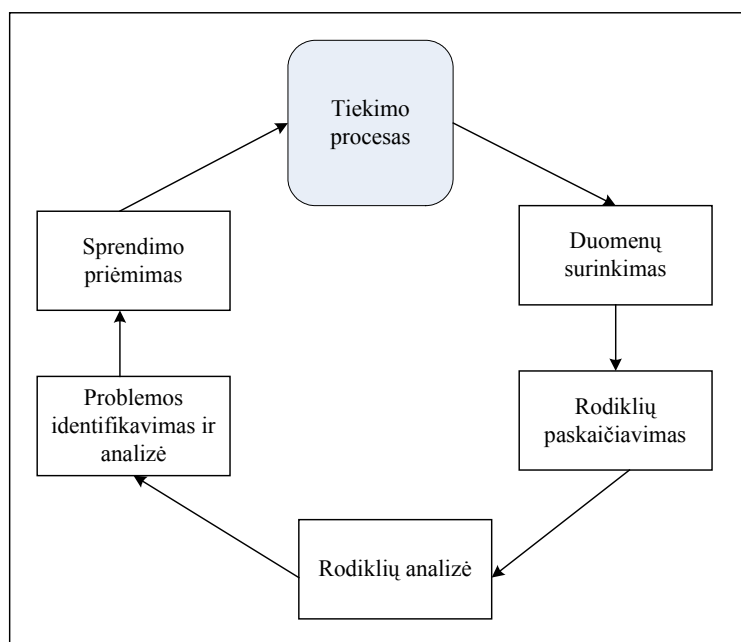 Tiekimo
procesas
Duomenų
surinkimas
Rodiklių
paskaičiavimas
Rodiklių analizė
Problemos
identifikavimas ir
analizė
Sprendimo
priėmimas